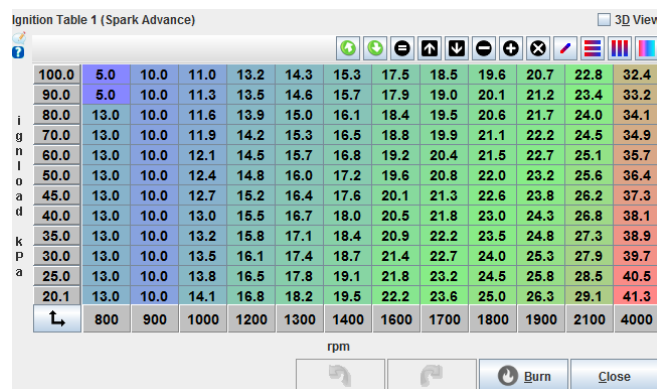 Ignition Table 1 (Spark Advance)
3D View
100.0 5.0 10.0 11.0 13.2 14.3 15.3 17.5 18.5 19.6 20.7 22.8 32.4
90.0 5.0 10.0 11.3 13.5 14.6 15.7 17.9 19.0 20.1 21.2 23.4 33.2
80.0 13.0 10.0 11.6 13.9 15.0 16.1 18.4 19.5 20.6 21.7 24.0 34.1
70.0 13.0 10.0 11.9 14.2 15.3 16.5 18.8 19.9 21.1 22.2 24.5 34.9
60.0 13.0 10.0 12.1 14.5 15.7 16.8 19.2 20.4 21.5 22.7 25.1 35.7
50.0 13.0 10.0 12.4 14.8 16.0 17.2 19.6 20.8 22.0 23.2 25.6 36.4
45.0 13.0 10.0 12.7 15.2 16.4 17.6 20.1 21.3 22.6 23.8 26.2 37.3
40.0 13.0 10.0 13.0 15.5 16.7 18.0 20.5 21.8 23.0 24.3 26.8 38.1
35.0 13.0 10.0 13.2 15.8 17.1 18.4 20.9 22.2 23.5 24.8 27.3 38.9
30.0 13.0 10.0 13.5 16.1 17.4 18.7 21.4 22.7 24.0 25.3 27.9 39.7
25.0 13.0 10.0 13.8 16.5 17.8 19.1 21.8 23.2 24.5 25.8 28.5 40.5
20.1 13.0 10.0 14.1 16.8 18.2 19.5 22.2 23.6 25.0 26.3 29.1 41.3
800 900 1000 1200 1300 1400 1600 1700 1800 1900 2100 4000
ignload kPa
rpm
Burn
Close